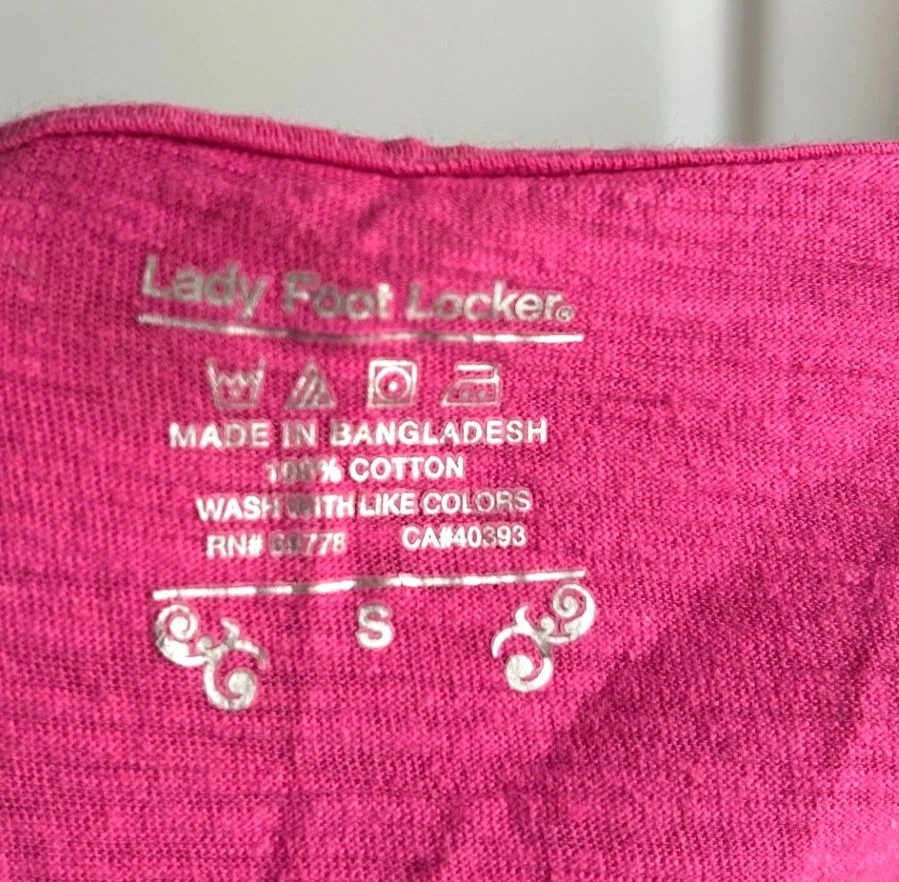 Lady Foot Locker®
MADE IN BANGLADESH
100% COTTON
WASH WITH LIKE COLORS
RN# CA#40393
S